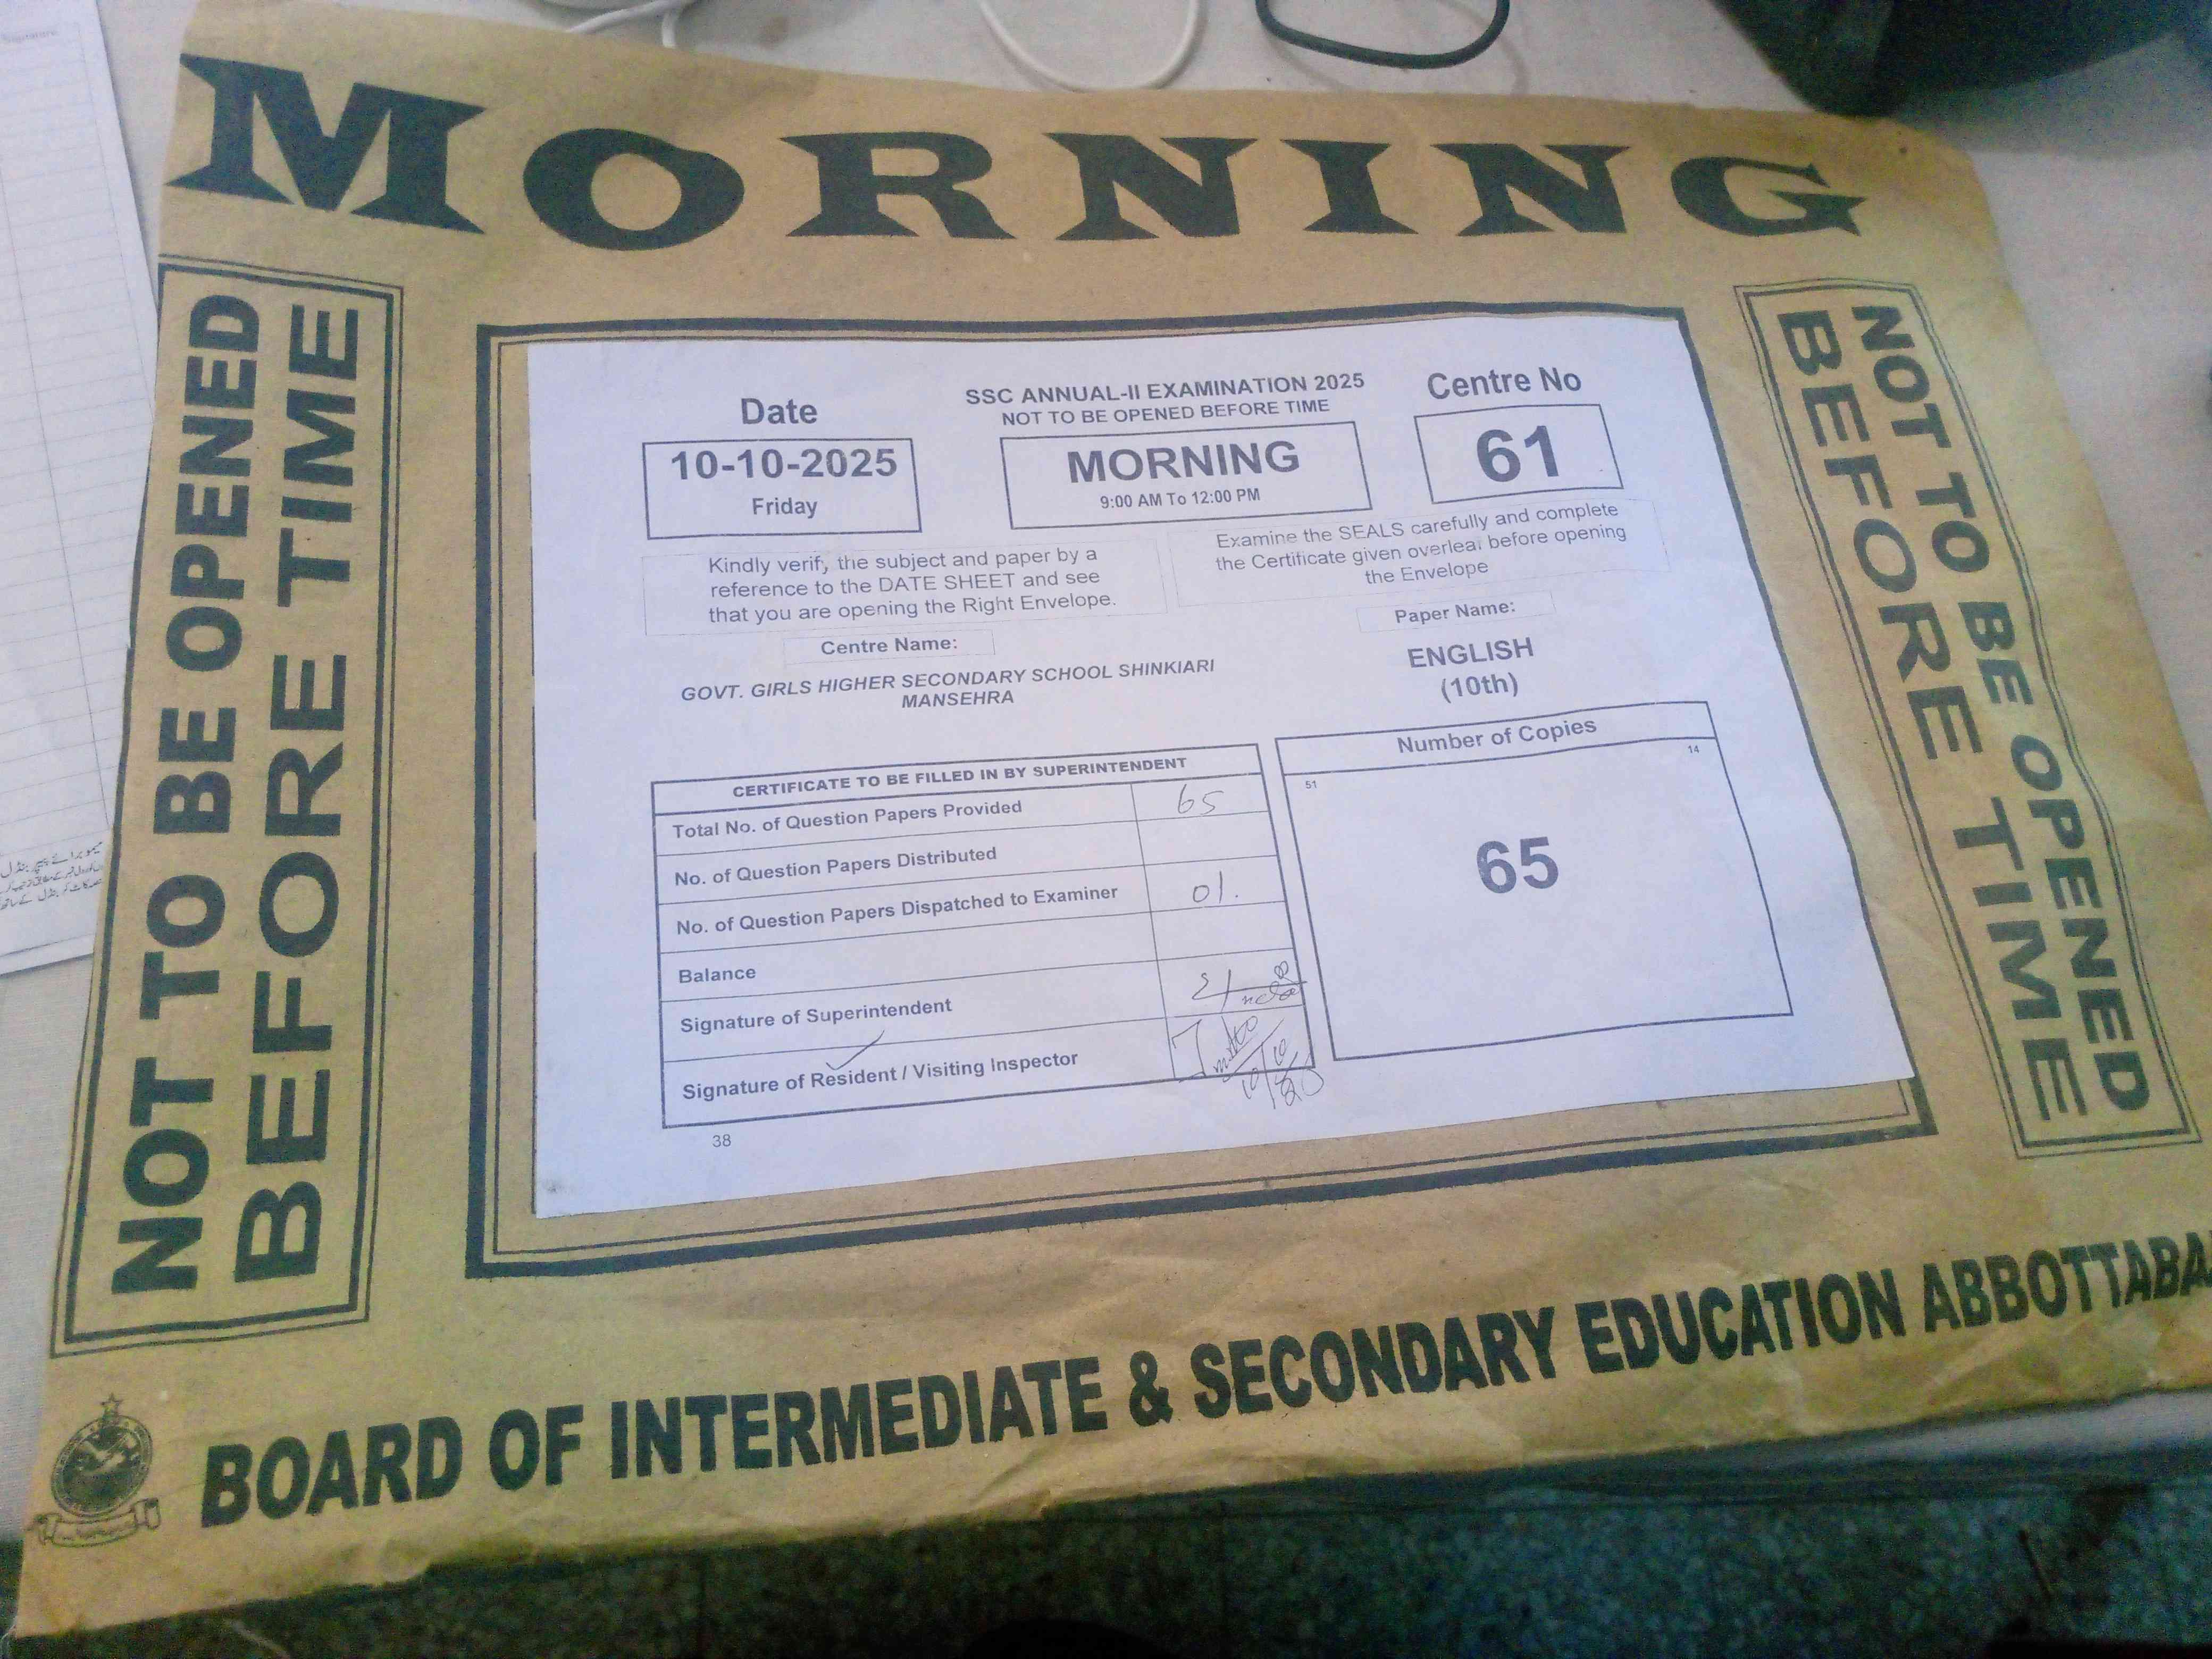 Signature
MORNING
NOT TO BE OPENED
BEFORE TIME
NOT TO BE OPENED
BEFORE TIME
Date
10-10-2025
Friday
SSC ANNUAL-II EXAMINATION 2025
NOT TO BE OPENED BEFORE TIME
MORNING
9:00 AM To 12:00 PM
Centre No
61
Kindly verify the subject and paper by a
reference to the DATE SHEET and see
that you are opening the Right Envelope.
Examine the SEALS carefully and complete
the Certificate given overleaf before opening
the Envelope
Centre Name:
GOVT. GIRLS HIGHER SECONDARY SCHOOL SHINKIARI
MANSEHRA
Paper Name:
ENGLISH
(10th)
CERTIFICATE TO BE FILLED IN BY SUPERINTENDENT
Total No. of Question Papers Provided 65
No. of Question Papers Distributed
No. of Question Papers Dispatched to Examiner 01.
Balance
Signature of Superintendent
Signature of Resident / Visiting Inspector
38
Number of Copies
51 14
65
BOARD OF INTERMEDIATE & SECONDARY EDUCATION ABBOTTABA